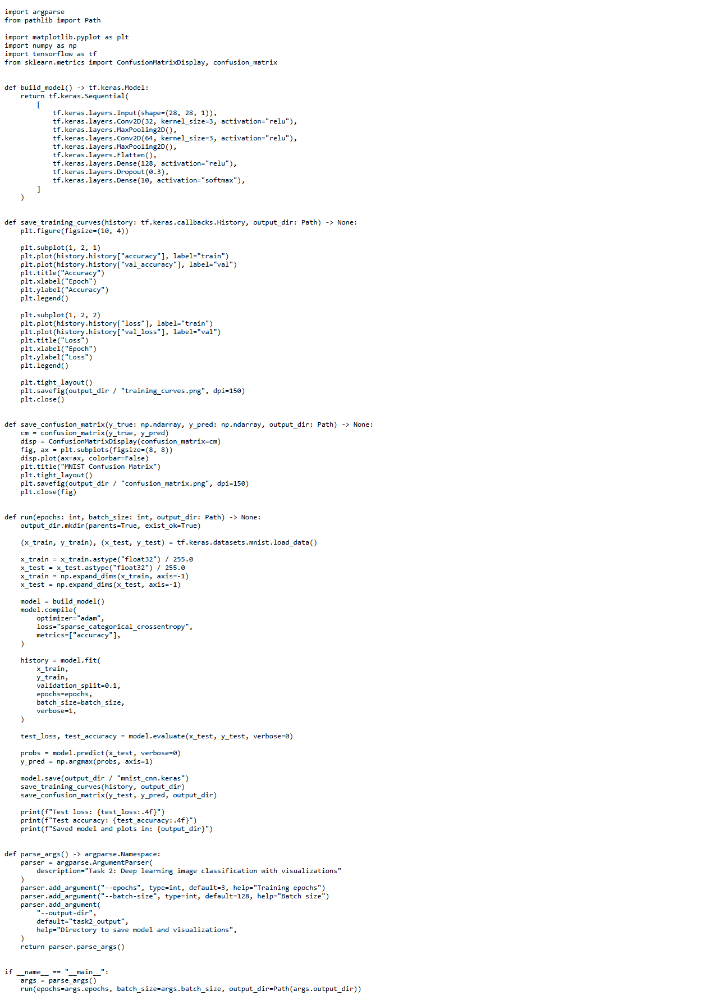 import argparse
from pathlib import Path

import matplotlib.pyplot as plt
import numpy as np
import tensorflow as tf
from sklearn.metrics import ConfusionMatrixDisplay, confusion_matrix


def build_model() -> tf.keras.Model:
    return tf.keras.Sequential(
        [
            tf.keras.layers.Input(shape=(28, 28, 1)),
            tf.keras.layers.Conv2D(32, kernel_size=3, activation="relu"),
            tf.keras.layers.MaxPooling2D(),
            tf.keras.layers.Conv2D(64, kernel_size=3, activation="relu"),
            tf.keras.layers.MaxPooling2D(),
            tf.keras.layers.Flatten(),
            tf.keras.layers.Dense(128, activation="relu"),
            tf.keras.layers.Dropout(0.3),
            tf.keras.layers.Dense(10, activation="softmax"),
        ]
    )


def save_training_curves(history: tf.keras.callbacks.History, output_dir: Path) -> None:
    plt.figure(figsize=(10, 4))

    plt.subplot(1, 2, 1)
    plt.plot(history.history["accuracy"], label="train")
    plt.plot(history.history["val_accuracy"], label="val")
    plt.title("Accuracy")
    plt.xlabel("Epoch")
    plt.ylabel("Accuracy")
    plt.legend()

    plt.subplot(1, 2, 2)
    plt.plot(history.history["loss"], label="train")
    plt.plot(history.history["val_loss"], label="val")
    plt.title("Loss")
    plt.xlabel("Epoch")
    plt.ylabel("Loss")
    plt.legend()

    plt.tight_layout()
    plt.savefig(output_dir / "training_curves.png", dpi=150)
    plt.close()


def save_confusion_matrix(y_true: np.ndarray, y_pred: np.ndarray, output_dir: Path) -> None:
    cm = confusion_matrix(y_true, y_pred)
    disp = ConfusionMatrixDisplay(confusion_matrix=cm)
    fig, ax = plt.subplots(figsize=(8, 8))
    disp.plot(ax=ax, colorbar=False)
    plt.title("MNIST Confusion Matrix")
    plt.tight_layout()
    plt.savefig(output_dir / "confusion_matrix.png", dpi=150)
    plt.close(fig)


def run(epochs: int, batch_size: int, output_dir: Path) -> None:
    output_dir.mkdir(parents=True, exist_ok=True)

    (x_train, y_train), (x_test, y_test) = tf.keras.datasets.mnist.load_data()

    x_train = x_train.astype("float32") / 255.0
    x_test = x_test.astype("float32") / 255.0
    x_train = np.expand_dims(x_train, axis=-1)
    x_test = np.expand_dims(x_test, axis=-1)

    model = build_model()
    model.compile(
        optimizer="adam",
        loss="sparse_categorical_crossentropy",
        metrics=["accuracy"],
    )

    history = model.fit(
        x_train,
        y_train,
        validation_split=0.1,
        epochs=epochs,
        batch_size=batch_size,
        verbose=1,
    )

    test_loss, test_accuracy = model.evaluate(x_test, y_test, verbose=0)

    probs = model.predict(x_test, verbose=0)
    y_pred = np.argmax(probs, axis=1)

    model.save(output_dir / "mnist_cnn.keras")
    save_training_curves(history, output_dir)
    save_confusion_matrix(y_test, y_pred, output_dir)

    print(f"Test loss: {test_loss:.4f}")
    print(f"Test accuracy: {test_accuracy:.4f}")
    print(f"Saved model and plots in: {output_dir}")


def parse_args() -> argparse.Namespace:
    parser = argparse.ArgumentParser(
        description="Task 2: Deep learning image classification with visualizations"
    )
    parser.add_argument("--epochs", type=int, default=3, help="Training epochs")
    parser.add_argument("--batch-size", type=int, default=128, help="Batch size")
    parser.add_argument(
        "--output-dir",
        default="task2_output",
        help="Directory to save model and visualizations",
    )
    return parser.parse_args()


if __name__ == "__main__":
    args = parse_args()
    run(epochs=args.epochs, batch_size=args.batch_size, output_dir=Path(args.output_dir))